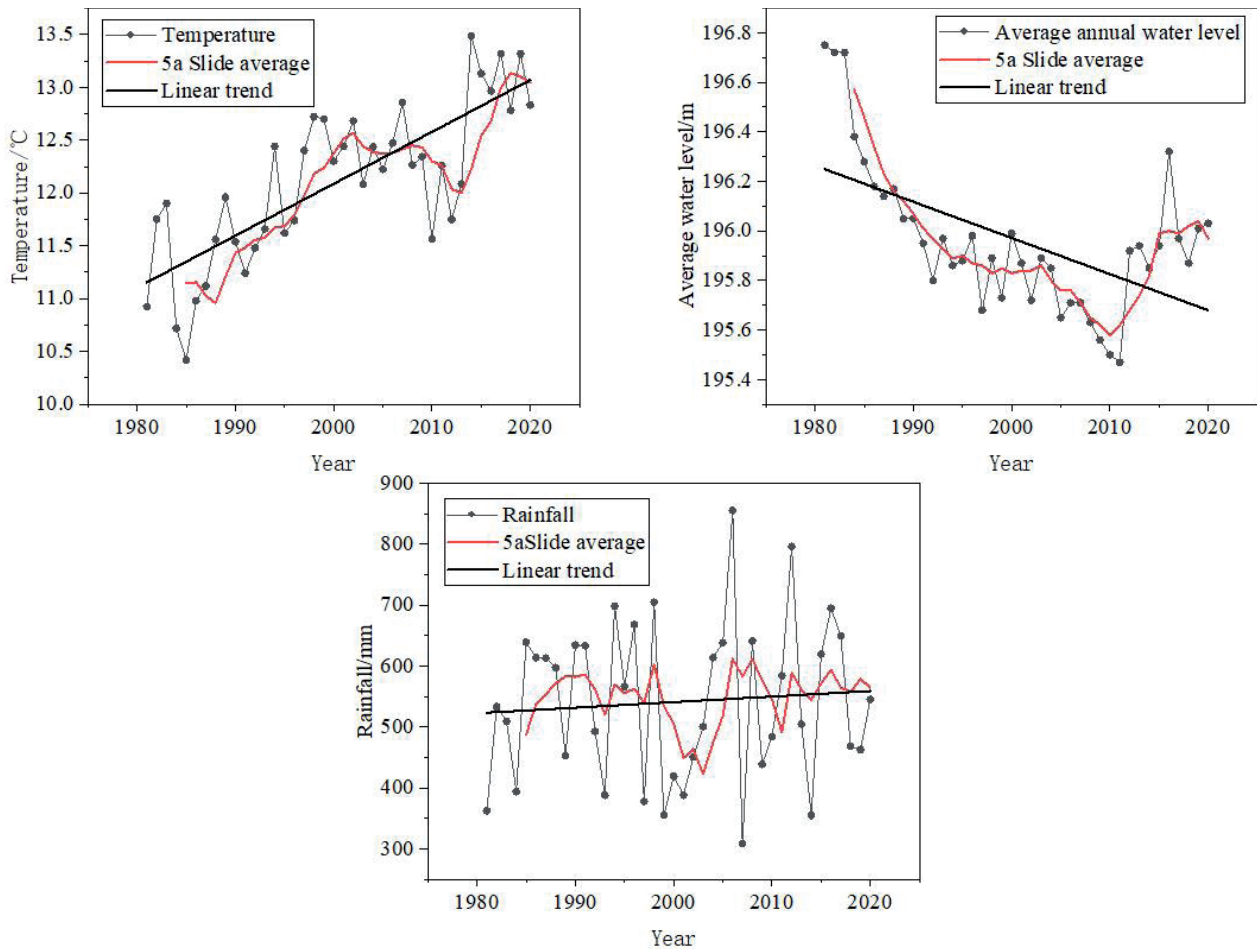 Temperature
5a Slide average
Linear trend
13.5
13.0
12.5
12.0
11.5
11.0
10.5
10.0
Temperature/℃
1980
1990
2000
2010
2020
Year
Average annual water level
5a Slide average
Linear trend
196.8
196.6
196.4
196.2
196.0
195.8
195.6
195.4
Average water level/m
1980
1990
2000
2010
2020
Year
Rainfall
5aSlide average
Linear trend
900
800
700
600
500
400
300
Rainfall/mm
1980
1990
2000
2010
2020
Year